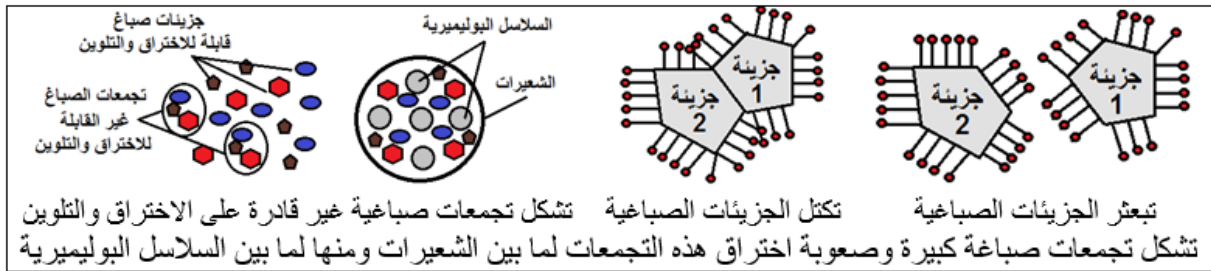 جزيئات صباغ
قابلة للاختراق والتلوين
تجمعات الصباغ
غير القابلة
للاختراق والتلوين
السلاسل البوليميرية
الشعيرات
جزيئة
1
جزيئة
2
جزيئة
1
جزيئة
2
تبعثر الجزيئات الصباغية
تكتل الجزيئات الصباغية
تشكل تجمعات صباغية غير قادرة على الاختراق والتلوين
تشكل تجمعات صباغة كبيرة وصعوبة اختراق هذه التجمعات لما بين الشعيرات ومنها لما بين السلاسل البوليميرية